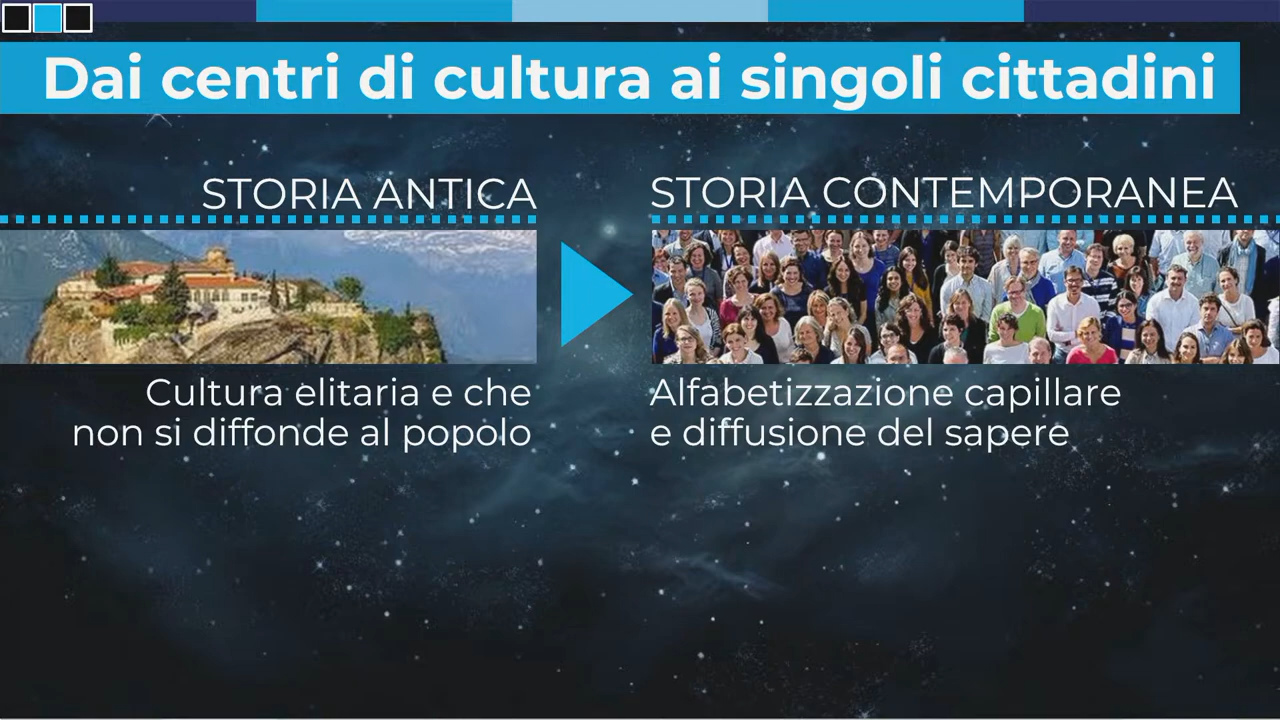 Dai centri di cultura ai singoli cittadini
STORIA ANTICA
Cultura elitaria e che
non si diffonde al popolo
STORIA CONTEMPORANEA
Alfabetizzazione capillare
e diffusione del sapere